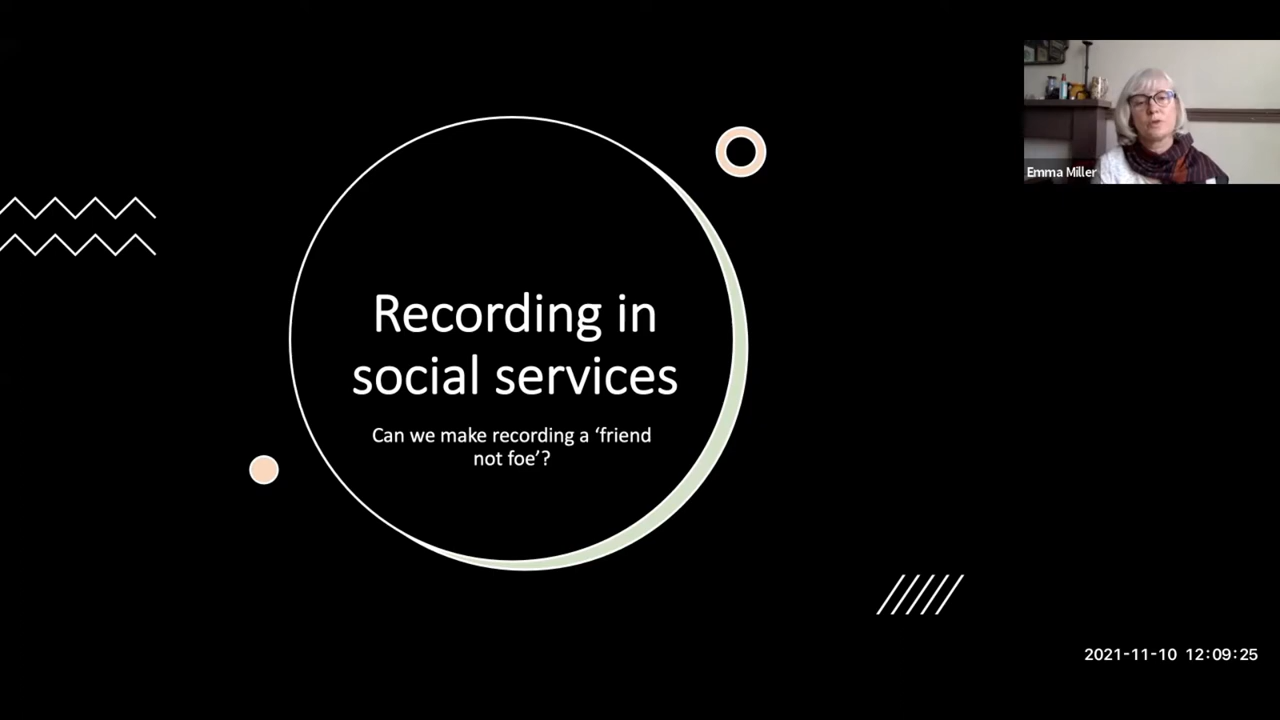 Emma Miller
Recording in
social services
Can we make recording a ‘friend
not foe’?
2021-11-10 12:09:25